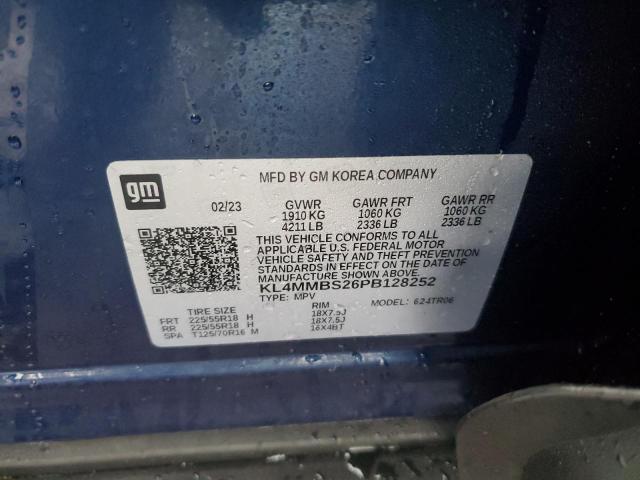 gm
MFD BY GM KOREA COMPANY
02/23 GVWR GAWR FRT GAWR RR
1910 KG 1060 KG 1060 KG
4211 LB 2336 LB 2336 LB
THIS VEHICLE CONFORMS TO ALL
APPLICABLE U.S. FEDERAL MOTOR
VEHICLE SAFETY AND THEFT PREVENTION
STANDARDS IN EFFECT ON THE DATE OF
MANUFACTURE SHOWN ABOVE.
KL4MMBS26PB128252
TYPE: MPV MODEL: 624TR06
TIRE SIZE RIM
FRT 225/55R18 H 18X7.5J
RR 225/55R18 H 18X7.5J
SPA T125/70R16 M 16X4BT